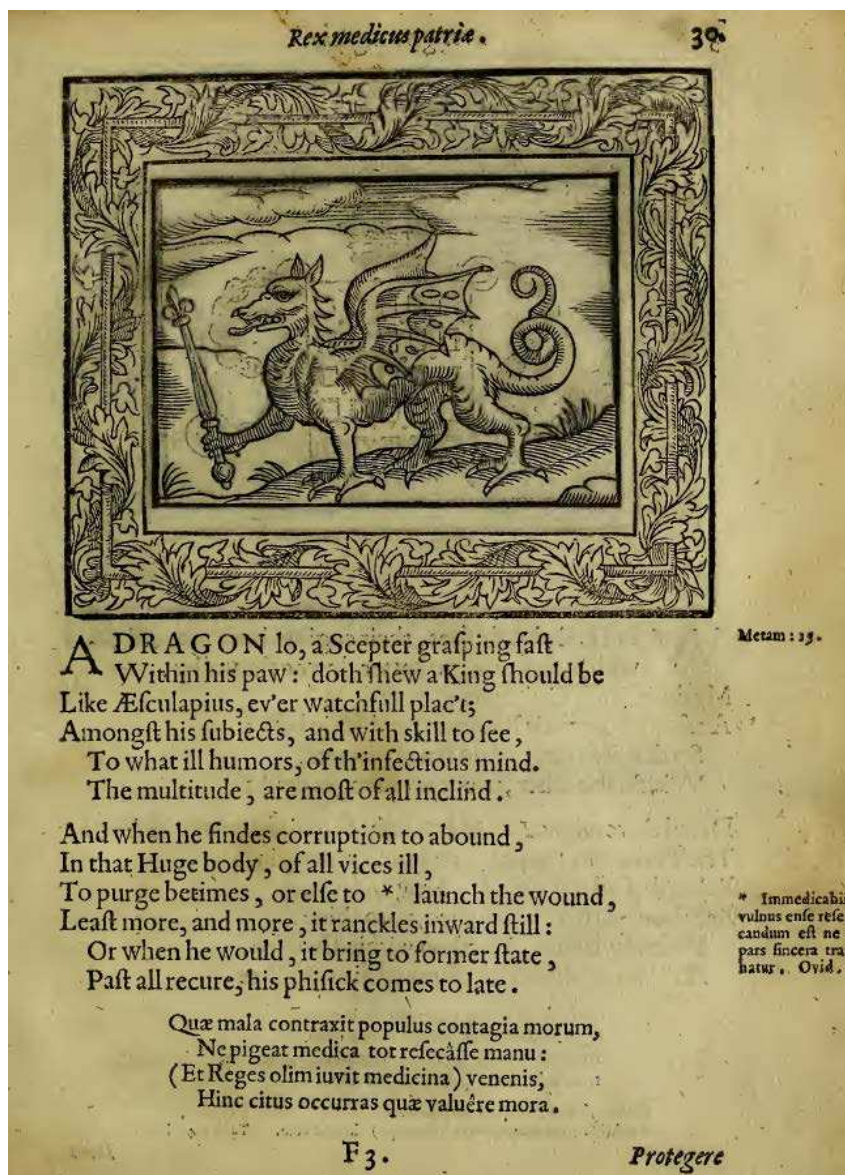 Rex medicus patriæ. 30.
A DRAGON lo, a Scepter graſping faſt
Within his paw: doth ſhew a King ſhould be
Like Æſculapius, ev'er watchfull plac't;
Amongſt his ſubiects, and with skill to ſee,
To what ill humors, of th'infectious mind.
The multitude, are moſt of all inclind.
And when he findes corruption to abound,
In that Huge body, of all vices ill,
To purge betimes, or elſe to * launch the wound,
Leaſt more, and more, it ranckles inward ſtill:
Or when he would, it bring to former ſtate,
Paſt all recure, his phiſick comes to late.
Quæ mala contraxit populus contagia morum,
Ne pigeat medica tot reſecâſſe manu:
(Et Reges olim iuvit medicina) venenis,
Hinc citus occurras quæ valuêre mora.
F 3. Protegere
Metam: 15.
* Immedicabi
vulnus enſe reſe
candum eſt ne
pars ſincera tra
hatur. Ovid.